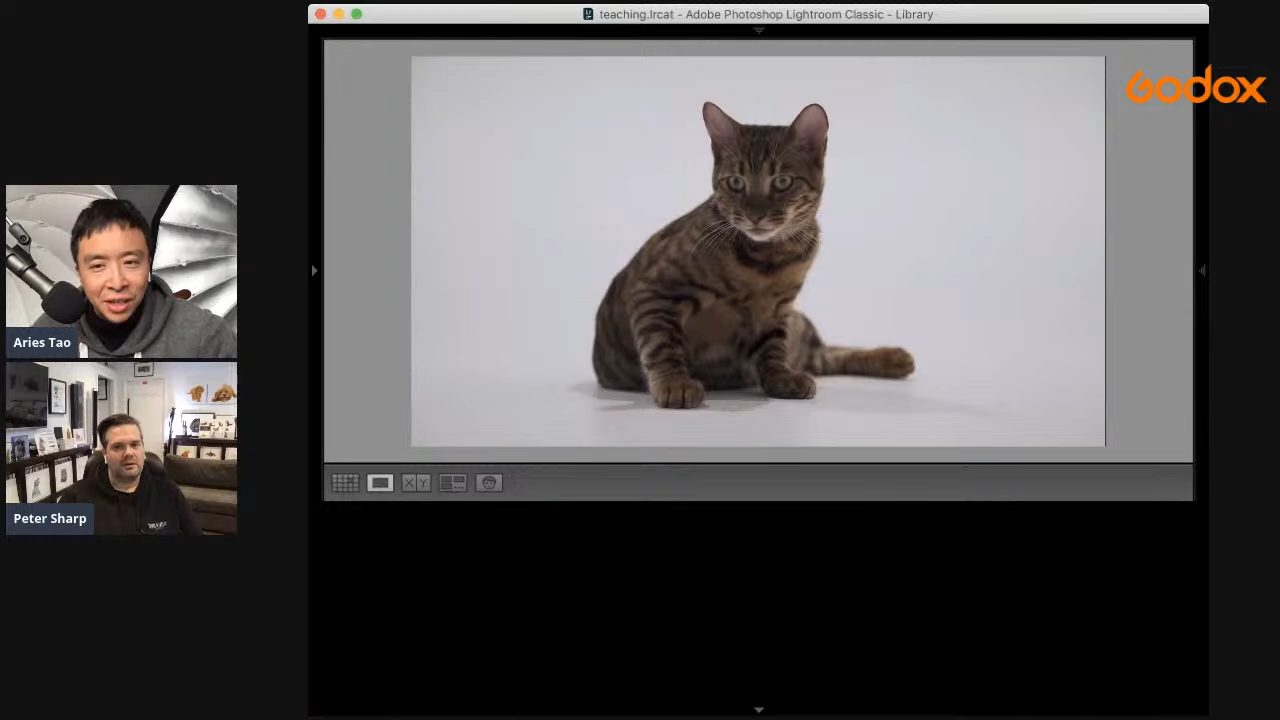 teaching.lrcat - Adobe Photoshop Lightroom Classic - Library
Godox
Aries Tao
Peter Sharp
X Y